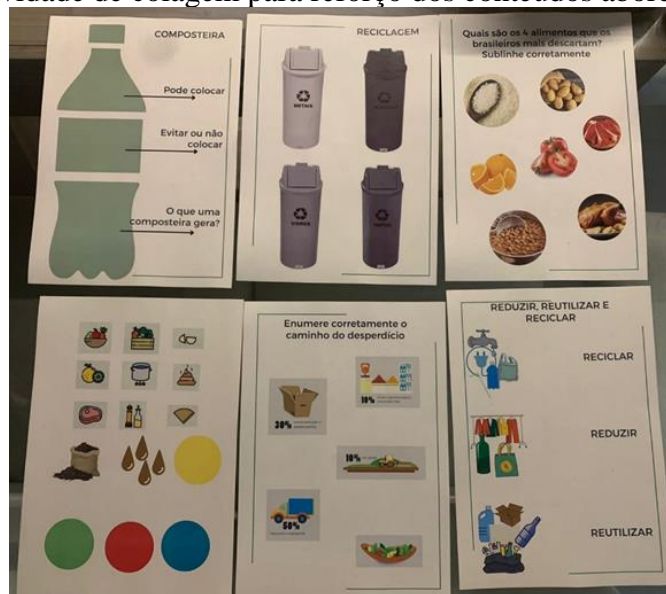 de de colagem para reforço dos conteúdos abor
COMPOSTEIRA
Pode colocar
Evitar ou não
colocar
O que uma
composteira gera?
RECICLAGEM
METAIS
Quais são os 4 alimentos que os
brasileiros mais descartam?
Sublinhe corretamente
Enumere corretamente o
caminho do desperdício
30%
10%
10%
50%
REDUZIR, REUTILIZAR E
RECICLAR
RECICLAR
REDUZIR
REUTILIZAR